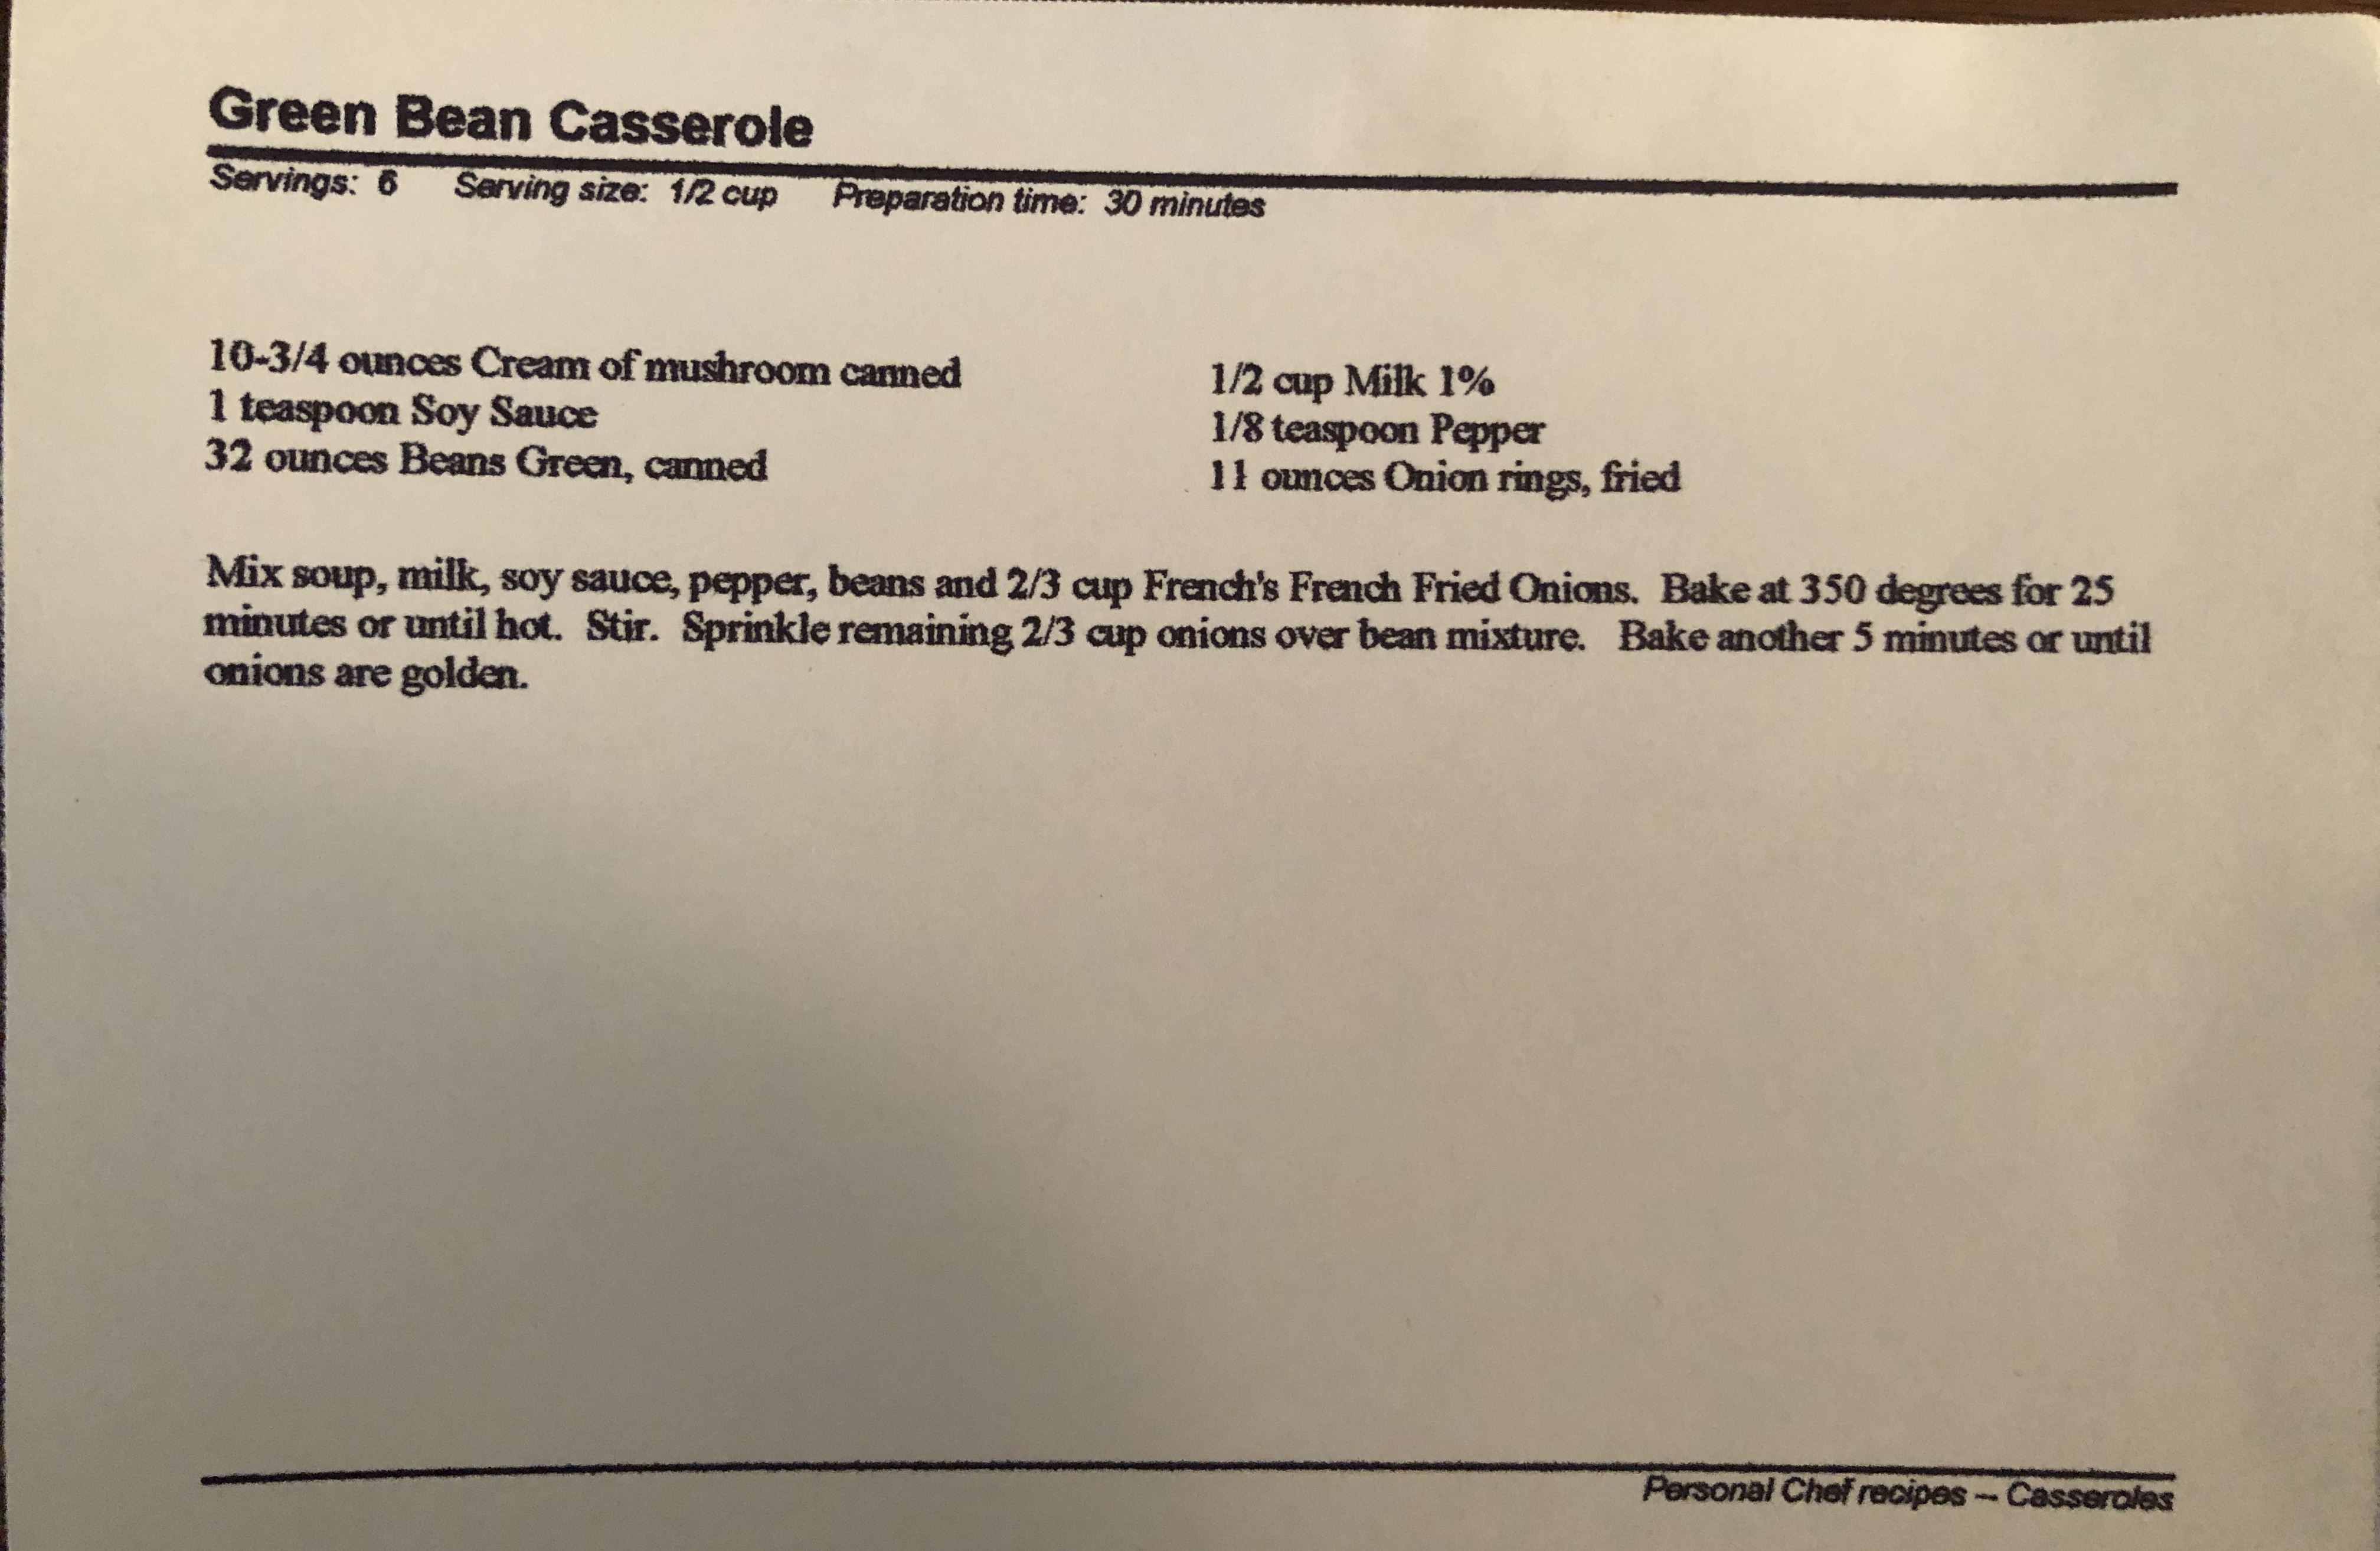 Green Bean Casserole
Servings: 6 Serving size: 1/2 cup Preparation time: 30 minutes
10-3/4 ounces Cream of mushroom canned
1 teaspoon Soy Sauce
32 ounces Beans Green, canned
1/2 cup Milk 1%
1/8 teaspoon Pepper
11 ounces Onion rings, fried
Mix soup, milk, soy sauce, pepper, beans and 2/3 cup French's French Fried Onions. Bake at 350 degrees for 25
minutes or until hot. Stir. Sprinkle remaining 2/3 cup onions over bean mixture. Bake another 5 minutes or until
onions are golden.
Personal Chef recipes -- Casseroles